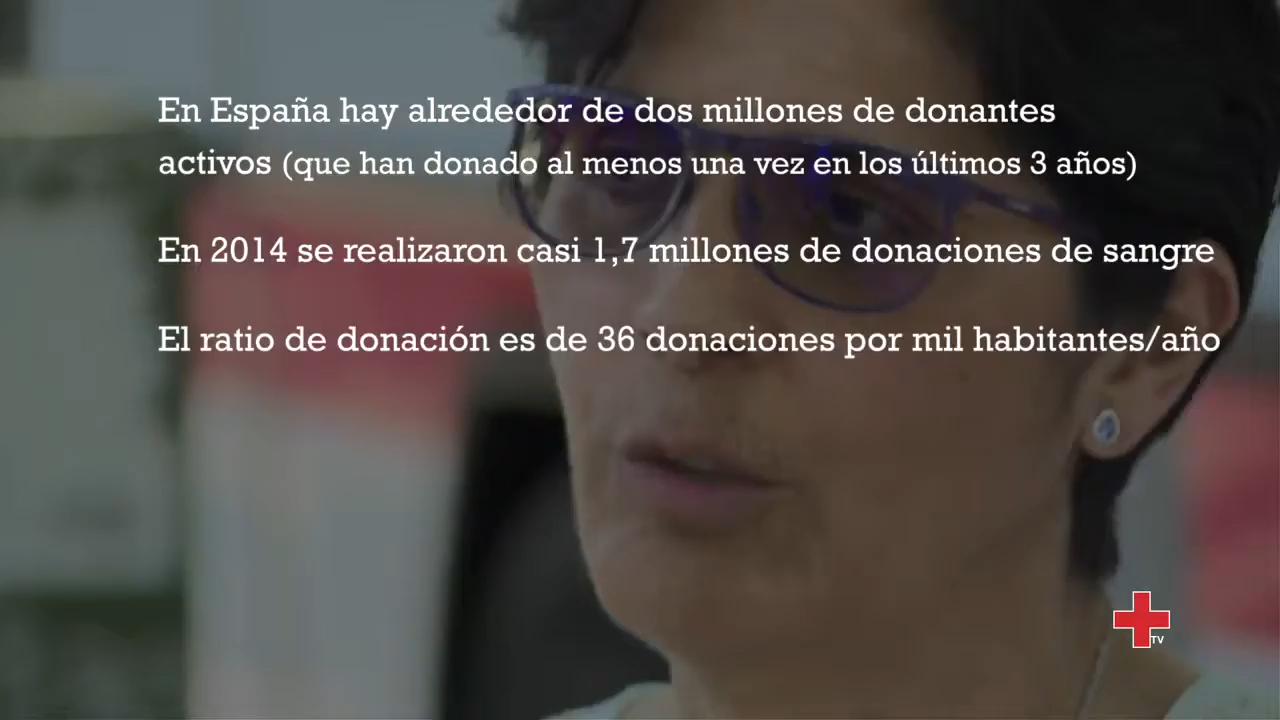 En España hay alrededor de dos millones de donantes
activos (que han donado al menos una vez en los últimos 3 años)
En 2014 se realizaron casi 1,7 millones de donaciones de sangre
El ratio de donación es de 36 donaciones por mil habitantes/año
TV